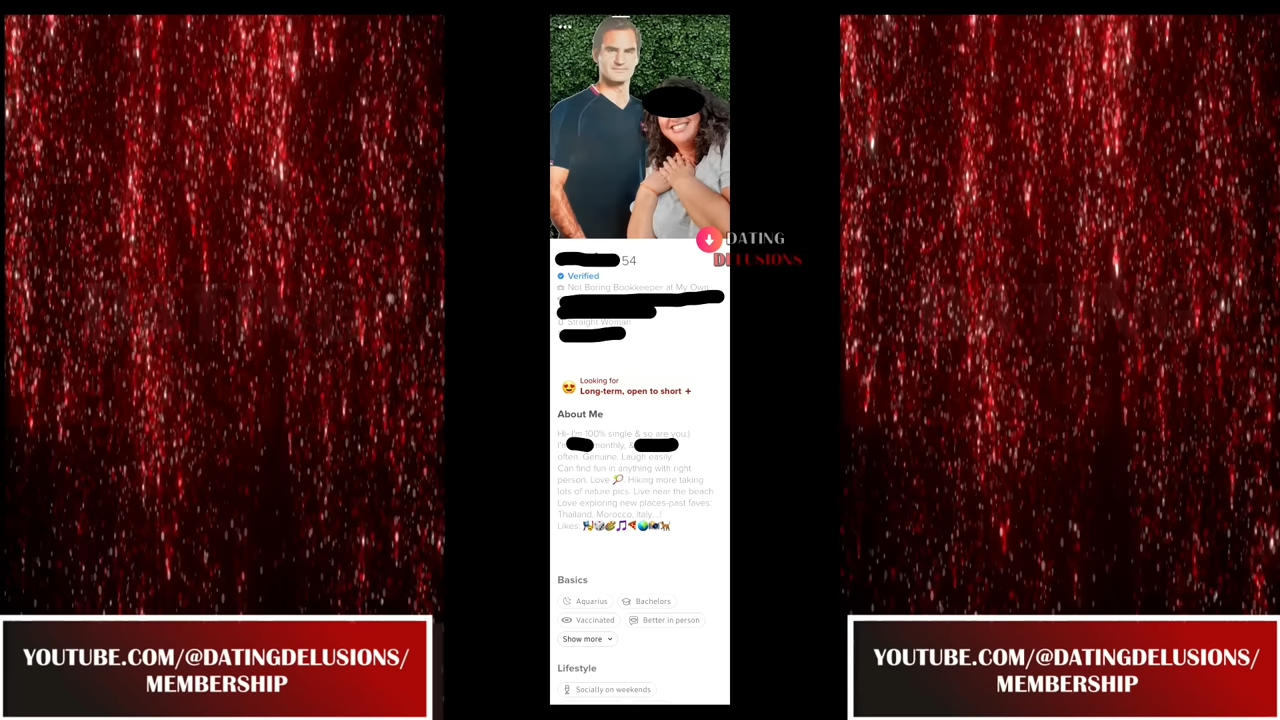 54
Verified
Not Boring Bookkeeper at My Own
Straight Woman
Looking for
Long-term, open to short
About Me
Hi- I'm 100% single & so are you:)
I'm monthly, &
often. Genuine. Laugh easily.
Can find fun in anything with right
person. Love 🎾. Hiking more taking
lots of nature pics. Live near the beach
Love exploring new places-past faves:
Thailand, Morocco, Italy...!
Likes:
Basics
Aquarius
Bachelors
Vaccinated
Better in person
Show more
Lifestyle
Socially on weekends
DATING
DELUSIONS
YOUTUBE.COM/@DATINGDELUSIONS/
MEMBERSHIP
YOUTUBE.COM/@DATINGDELUSIONS/
MEMBERSHIP